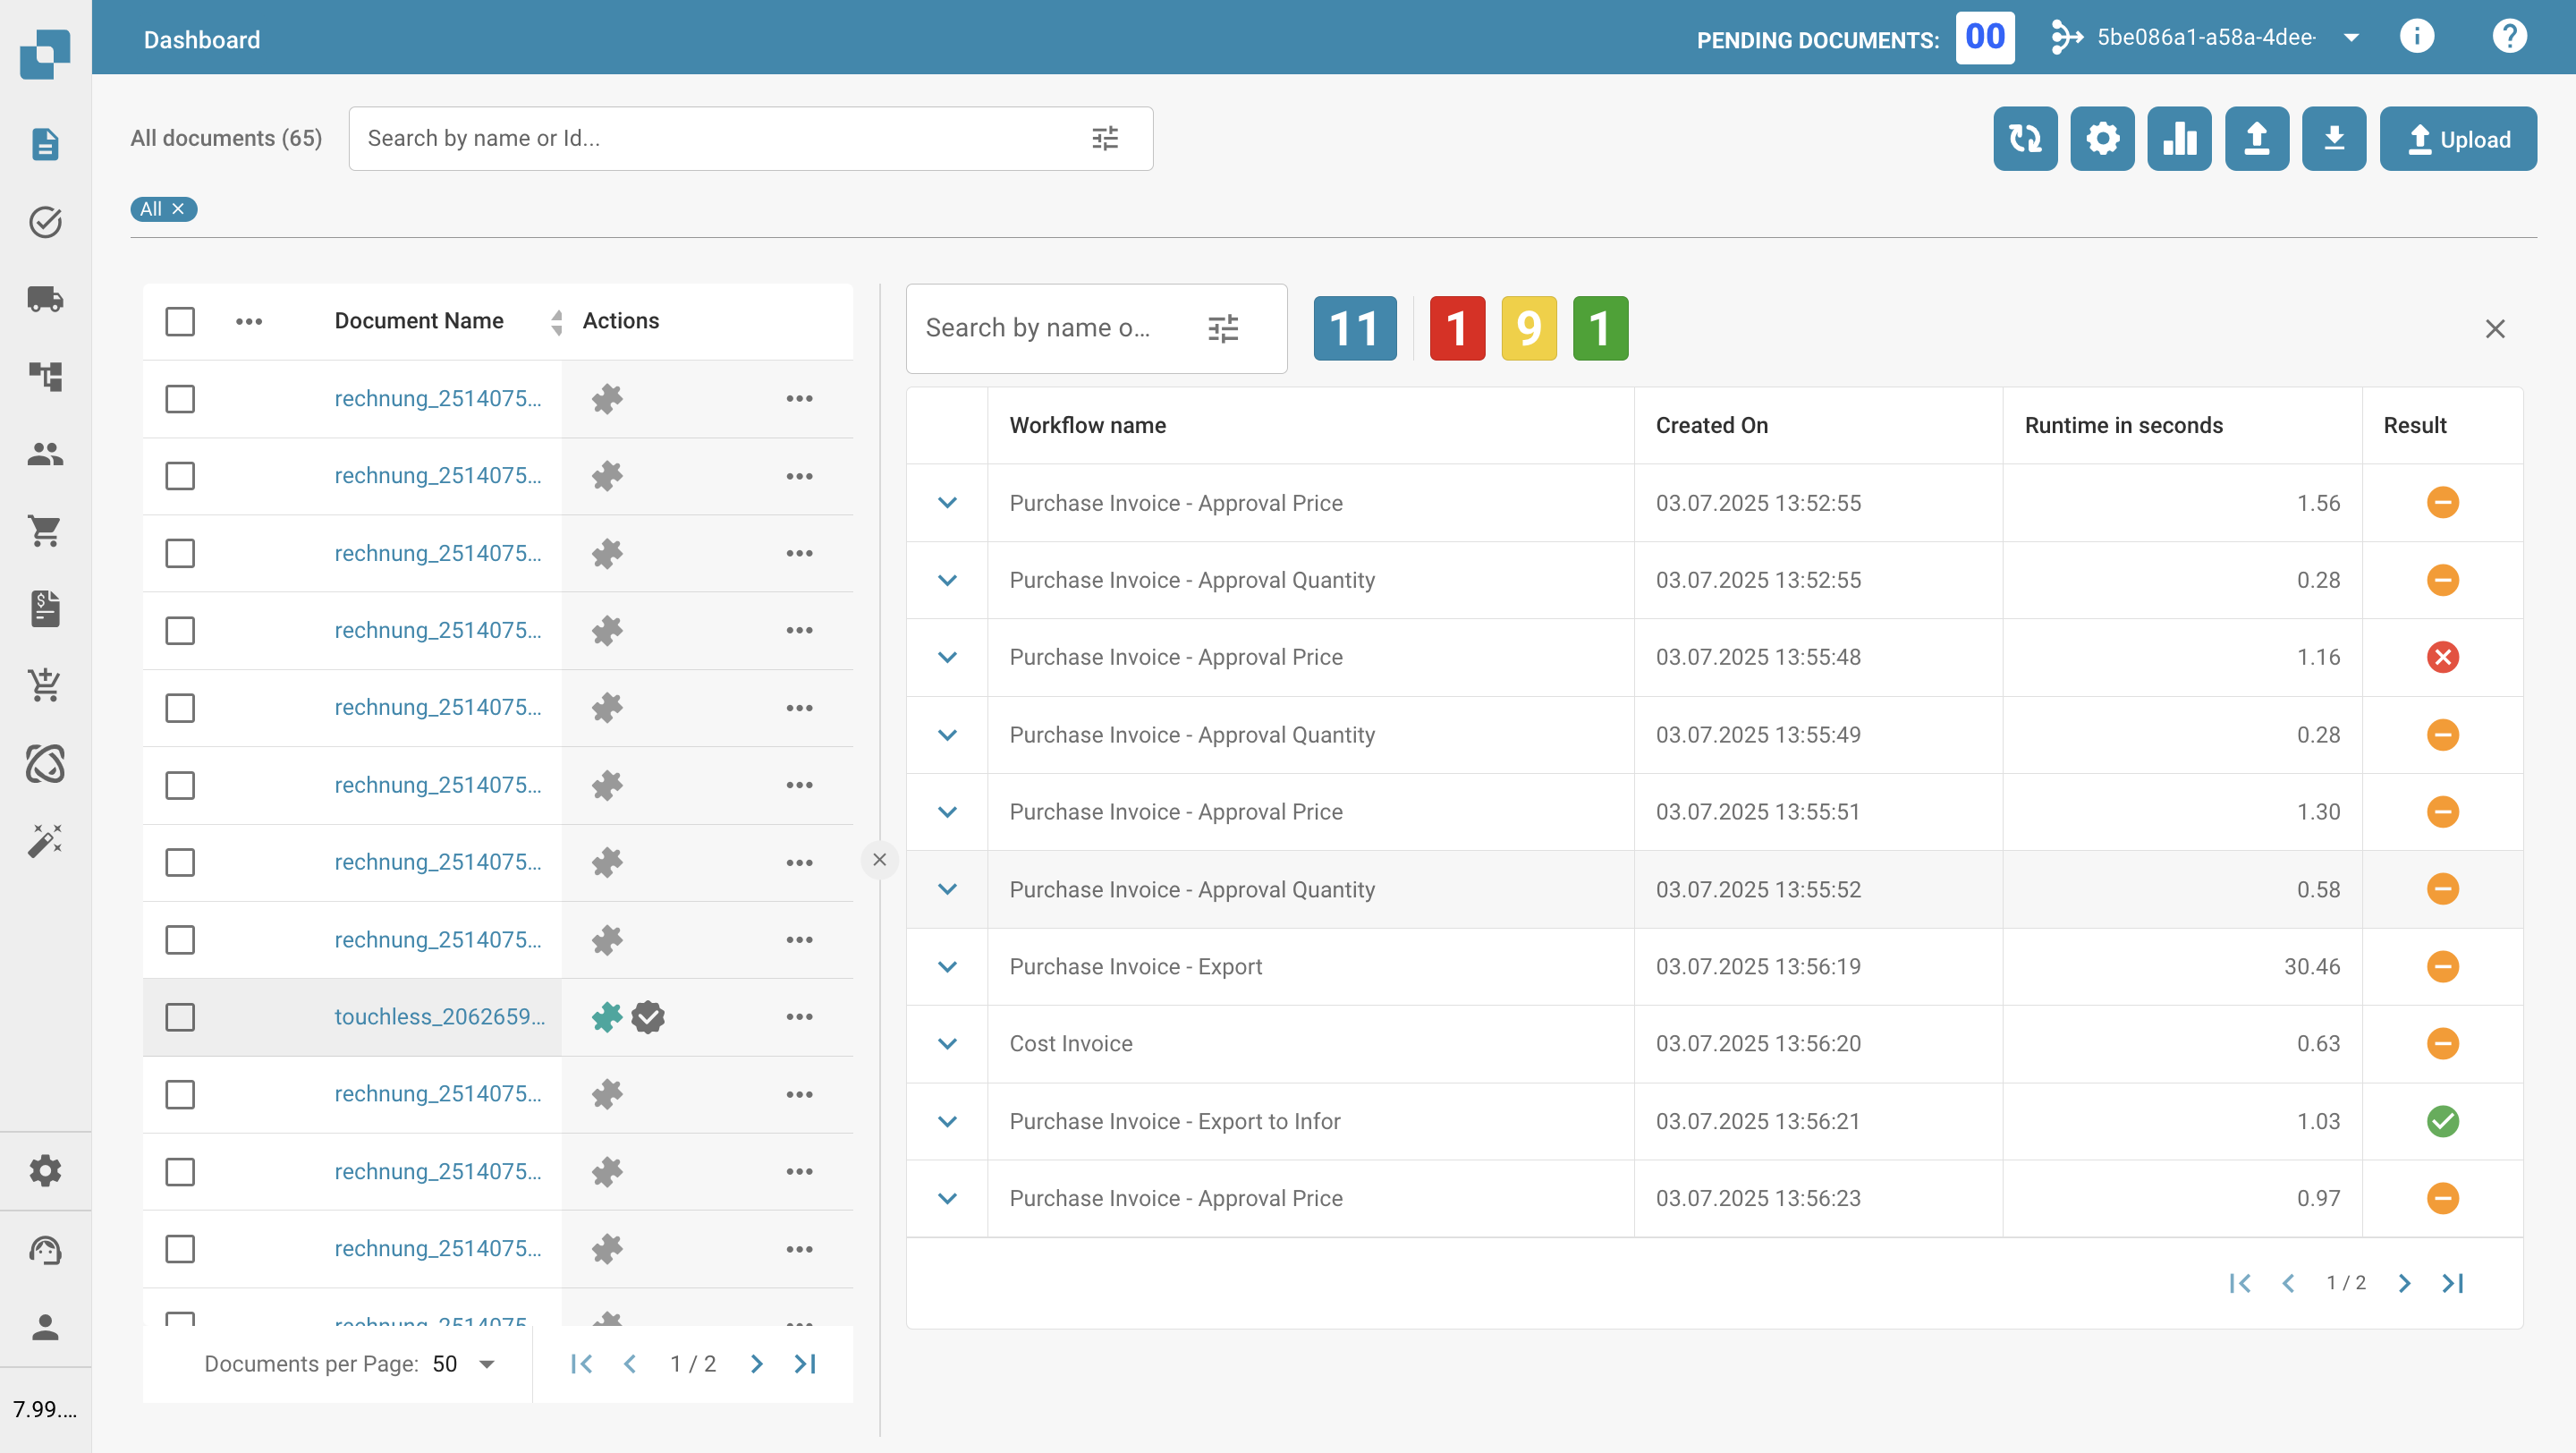 Dashboard
PENDING DOCUMENTS: 00
5be086a1-a58a-4dee-
All documents (65)
Search by name or Id...
Upload
All
Document Name
Actions
rechnung_2514075...
rechnung_2514075...
rechnung_2514075...
rechnung_2514075...
rechnung_2514075...
rechnung_2514075...
rechnung_2514075...
rechnung_2514075...
touchless_2062659...
rechnung_2514075...
rechnung_2514075...
rechnung_2514075...
rechnung_2514075
Documents per Page: 50
1 / 2
7.99....
Search by name o...
11 1 9 1
Workflow name Created On Runtime in seconds Result
Purchase Invoice - Approval Price 03.07.2025 13:52:55 1.56
Purchase Invoice - Approval Quantity 03.07.2025 13:52:55 0.28
Purchase Invoice - Approval Price 03.07.2025 13:55:48 1.16
Purchase Invoice - Approval Quantity 03.07.2025 13:55:49 0.28
Purchase Invoice - Approval Price 03.07.2025 13:55:51 1.30
Purchase Invoice - Approval Quantity 03.07.2025 13:55:52 0.58
Purchase Invoice - Export 03.07.2025 13:56:19 30.46
Cost Invoice 03.07.2025 13:56:20 0.63
Purchase Invoice - Export to Infor 03.07.2025 13:56:21 1.03
Purchase Invoice - Approval Price 03.07.2025 13:56:23 0.97
1 / 2